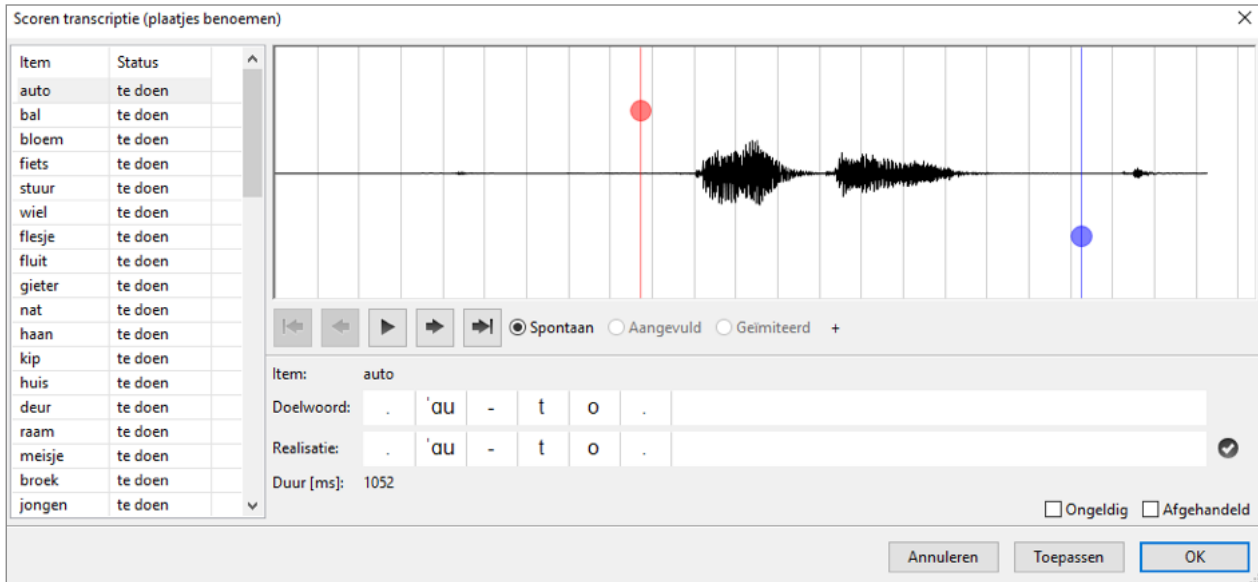 Scoren transcriptie (plaatjes benoemen)
Item Status
auto te doen
bal te doen
bloem te doen
fiets te doen
stuur te doen
wiel te doen
flesje te doen
fluit te doen
gieter te doen
nat te doen
haan te doen
kip te doen
huis te doen
deur te doen
raam te doen
meisje te doen
broek te doen
jongen te doen
Spontaan Aangevuld Geïmiteerd +
Item: auto
Doelwoord: . ˈɑu - t o .
Realisatie: . ˈɑu - t o .
Duur [ms]: 1052
Ongeldig Afgehandeld
Annuleren Toepassen OK